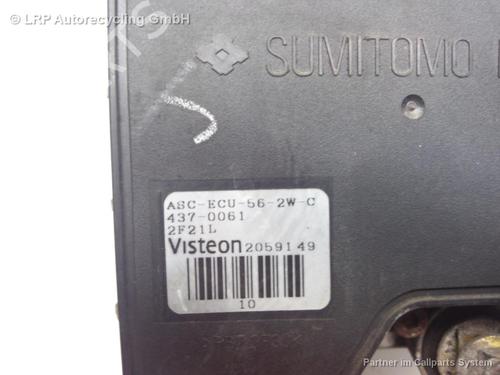 © LRP Autorecycling GmbH
SUMITOMO
ASC-ECU-56-2W-C
437-0061
2F21L
Visteon 2059149
10
Partner im Callparts System